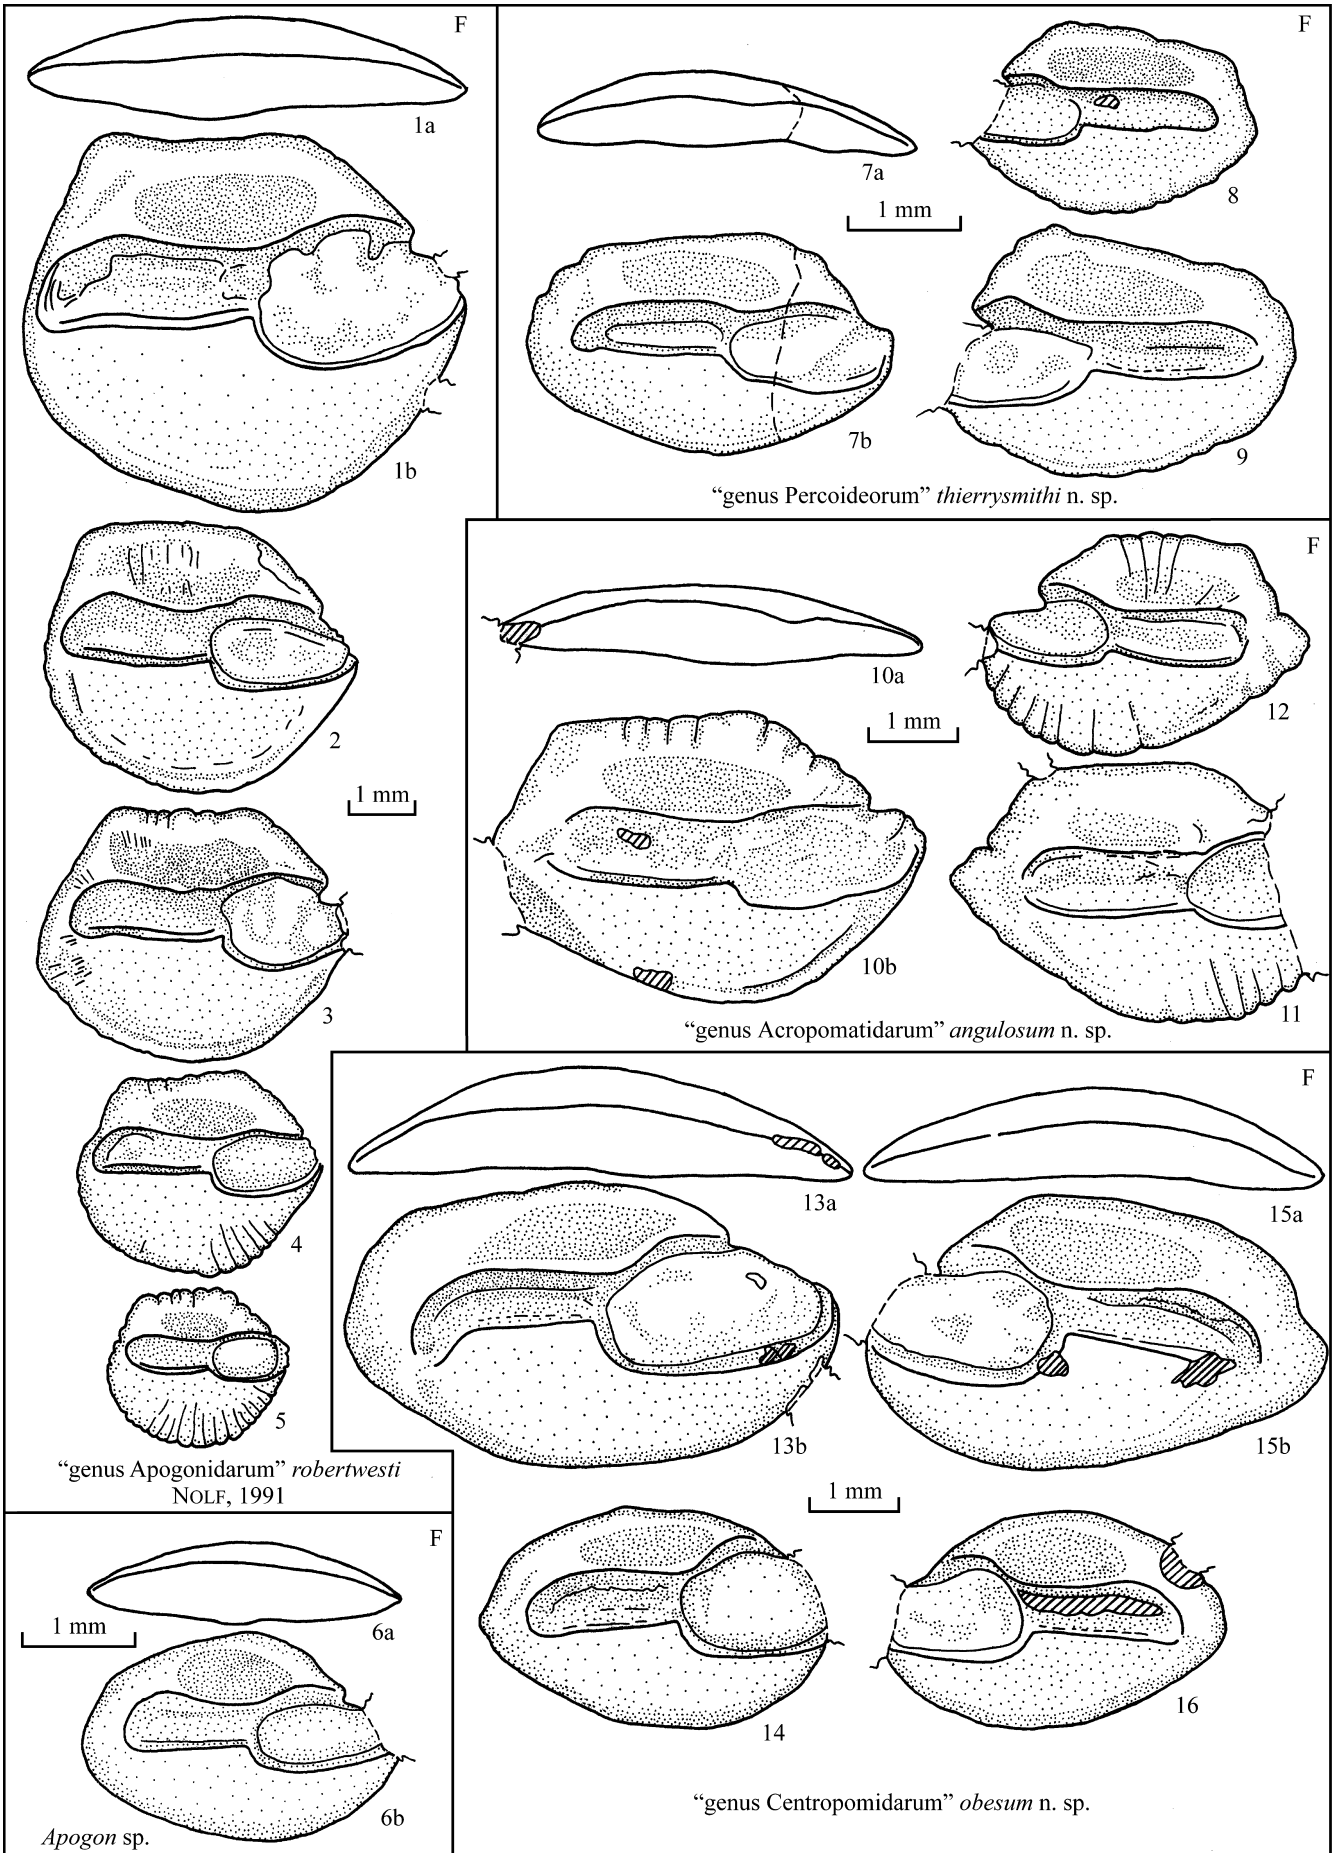 F
1a
1b
2
1 mm
3
4
5
“genus Apogonidarum” robertwesti
NOLF, 1991
F
1 mm
6a
6b
Apogon sp.
F
7a
8
1 mm
7b
9
“genus Percoideorum” thierrysmithi n. sp.
F
10a
12
1 mm
10b
11
“genus Acropomatidarum” angulosum n. sp.
F
13a
15a
13b
15b
1 mm
14
16
“genus Centropomidarum” obesum n. sp.